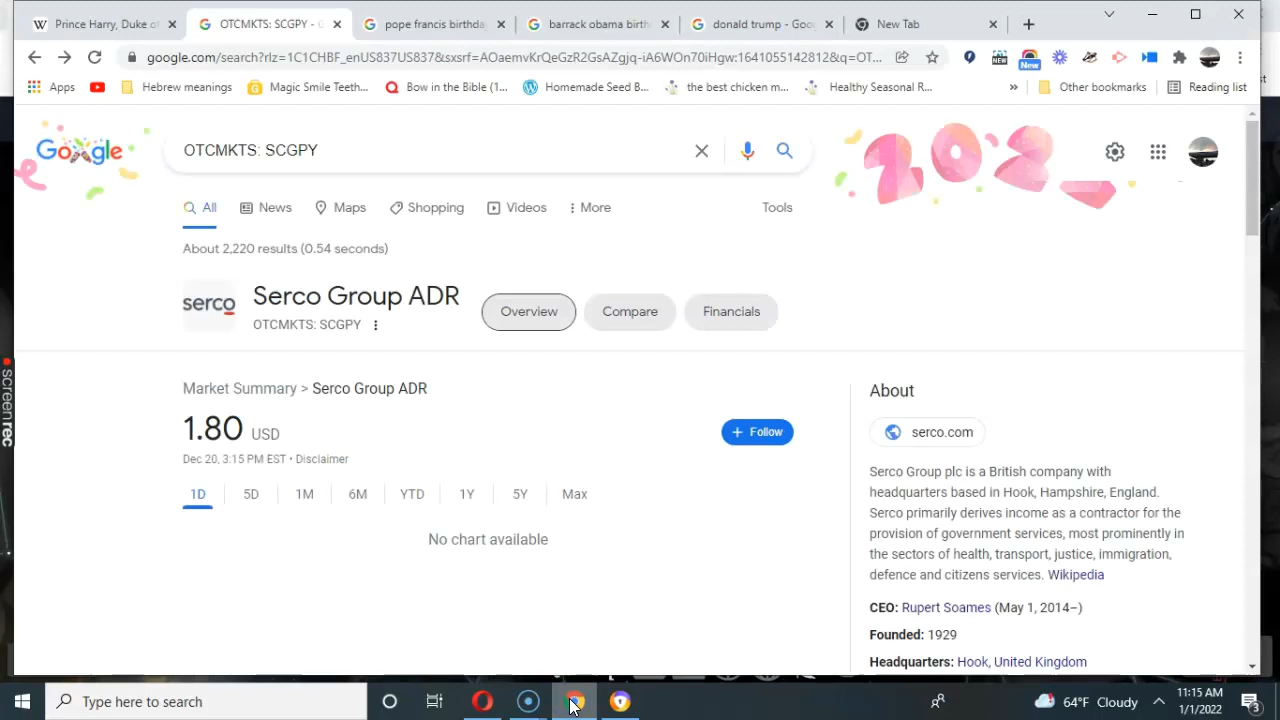 Prince Harry, Duke of
OTCMKTS: SCGPY - G
pope francis birthday
barrack obama birth
donald trump - Goo
New Tab
google.com/search?rlz=1C1CHBF_enUS837US837&sxsrf=AOaemvKrQeGzR2GsAZgjq-iA6WOn70iHgw:1641055142812&q=OT...
NEW
New
Apps
Hebrew meanings
Magic Smile Teeth...
Bow in the Bible (1...
Homemade Seed B...
the best chicken m...
Healthy Seasonal R...
»
Other bookmarks
Reading list
Google
OTCMKTS: SCGPY
202
All
News
Maps
Shopping
Videos
More
Tools
About 2,220 results (0.54 seconds)
serco
Serco Group ADR
OTCMKTS: SCGPY
Overview
Compare
Financials
Market Summary > Serco Group ADR
1.80 USD
+ Follow
Dec 20, 3:15 PM EST • Disclaimer
1D
5D
1M
6M
YTD
1Y
5Y
Max
No chart available
About
serco.com
Serco Group plc is a British company with
headquarters based in Hook, Hampshire, England.
Serco primarily derives income as a contractor for the
provision of government services, most prominently in
the sectors of health, transport, justice, immigration,
defence and citizens services. Wikipedia
CEO: Rupert Soames (May 1, 2014–)
Founded: 1929
Headquarters: Hook, United Kingdom
screenrec
Type here to search
64°F Cloudy
11:15 AM
1/1/2022
3